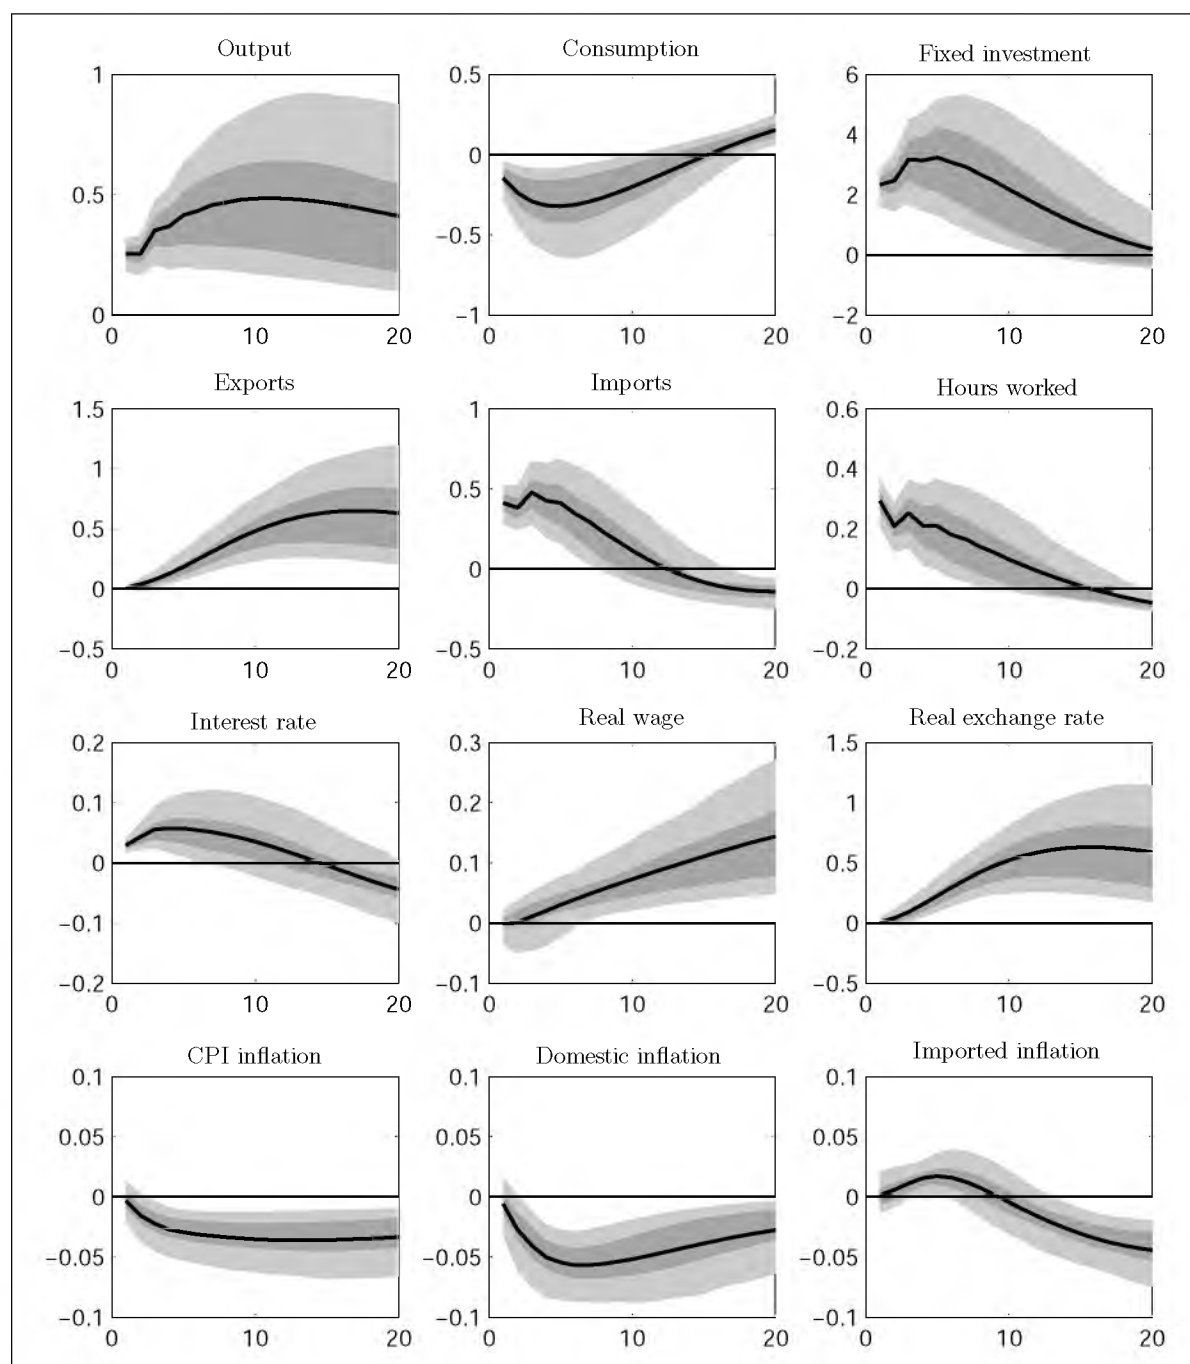 Output Consumption Fixed investment
1 0.5 6
0 4
0.5 2
−0.5 0
0 −1 −2
0 10 20 0 10 20 0 10 20
Exports Imports Hours worked
1.5 1 0.6
1 0.5 0.4
0.5 0.2
0 0 0
−0.5 −0.5 −0.2
0 10 20 0 10 20 0 10 20
Interest rate Real wage Real exchange rate
0.2 0.3 1.5
0.1 0.2 1
0 0.1 0.5
−0.1 0 0
−0.2 −0.1 −0.5
0 10 20 0 10 20 0 10 20
CPI inflation Domestic inflation Imported inflation
0.1 0.1 0.1
0.05 0.05 0.05
0 0 0
−0.05 −0.05 −0.05
−0.1 −0.1 −0.1
0 10 20 0 10 20 0 10 20